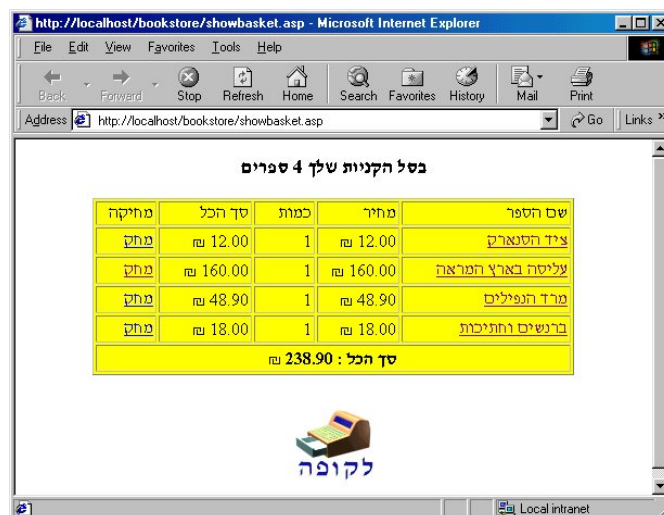 http://localhost/bookstore/showbasket.asp - Microsoft Internet Explorer
File Edit View Favorites Tools Help
Back Forward Stop Refresh Home Search Favorites History Mail Print
Address http://localhost/bookstore/showbasket.asp Go Links »
בסל הקניות שלך 4 ספרים
שם הספר מחיר כמות סך הכל מחיקה
ציד הסנארק 12.00 ₪ 1 12.00 ₪ מחק
עליסה בארץ המראה 160.00 ₪ 1 160.00 ₪ מחק
מרד הנפילים 48.90 ₪ 1 48.90 ₪ מחק
ברנשים וחתיכות 18.00 ₪ 1 18.00 ₪ מחק
סך הכל : 238.90 ₪
לקופה
Local intranet